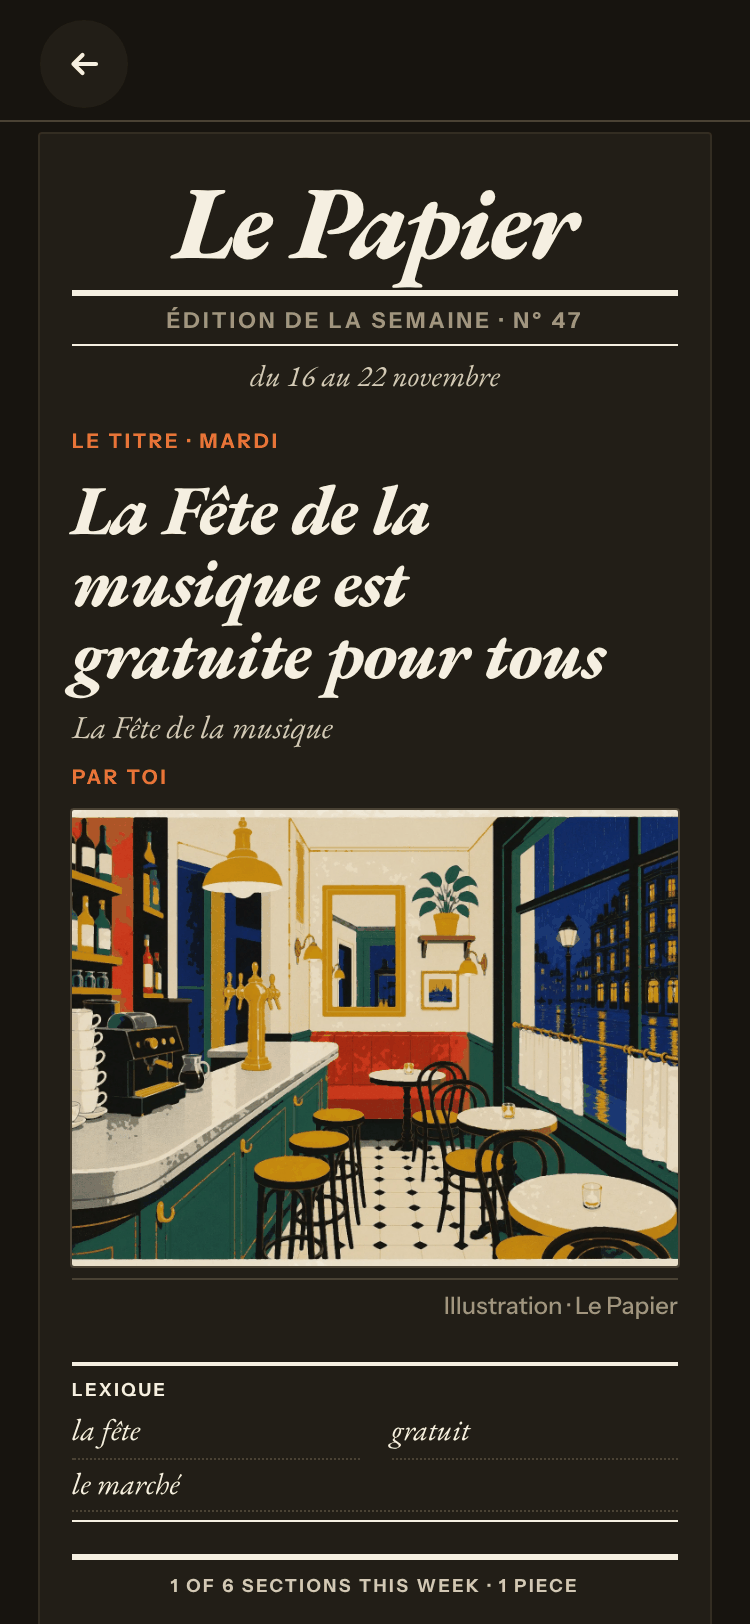 Le Papier
ÉDITION DE LA SEMAINE · N° 47
du 16 au 22 novembre
LE TITRE · MARDI
La Fête de la
musique est
gratuite pour tous
La Fête de la musique
PAR TOI
Illustration · Le Papier
LEXIQUE
la fête
gratuit
le marché
1 OF 6 SECTIONS THIS WEEK · 1 PIECE